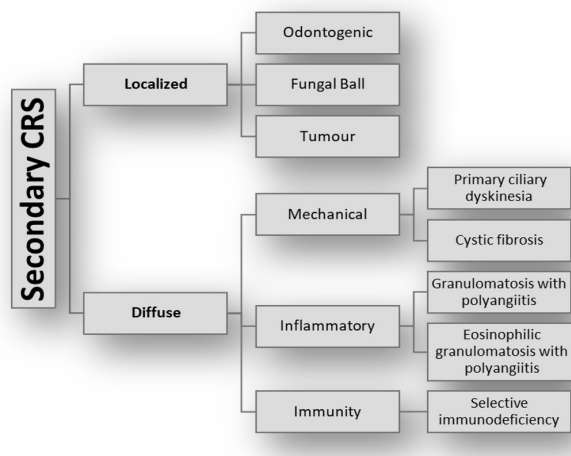 Secondary CRS
Localized
Odontogenic
Fungal Ball
Tumour
Diffuse
Mechanical
Primary ciliary
dyskinesia
Cystic fibrosis
Inflammatory
Granulomatosis with
polyangiitis
Eosinophilic
granulomatosis with
polyangiitis
Immunity
Selective
immunodeficiency